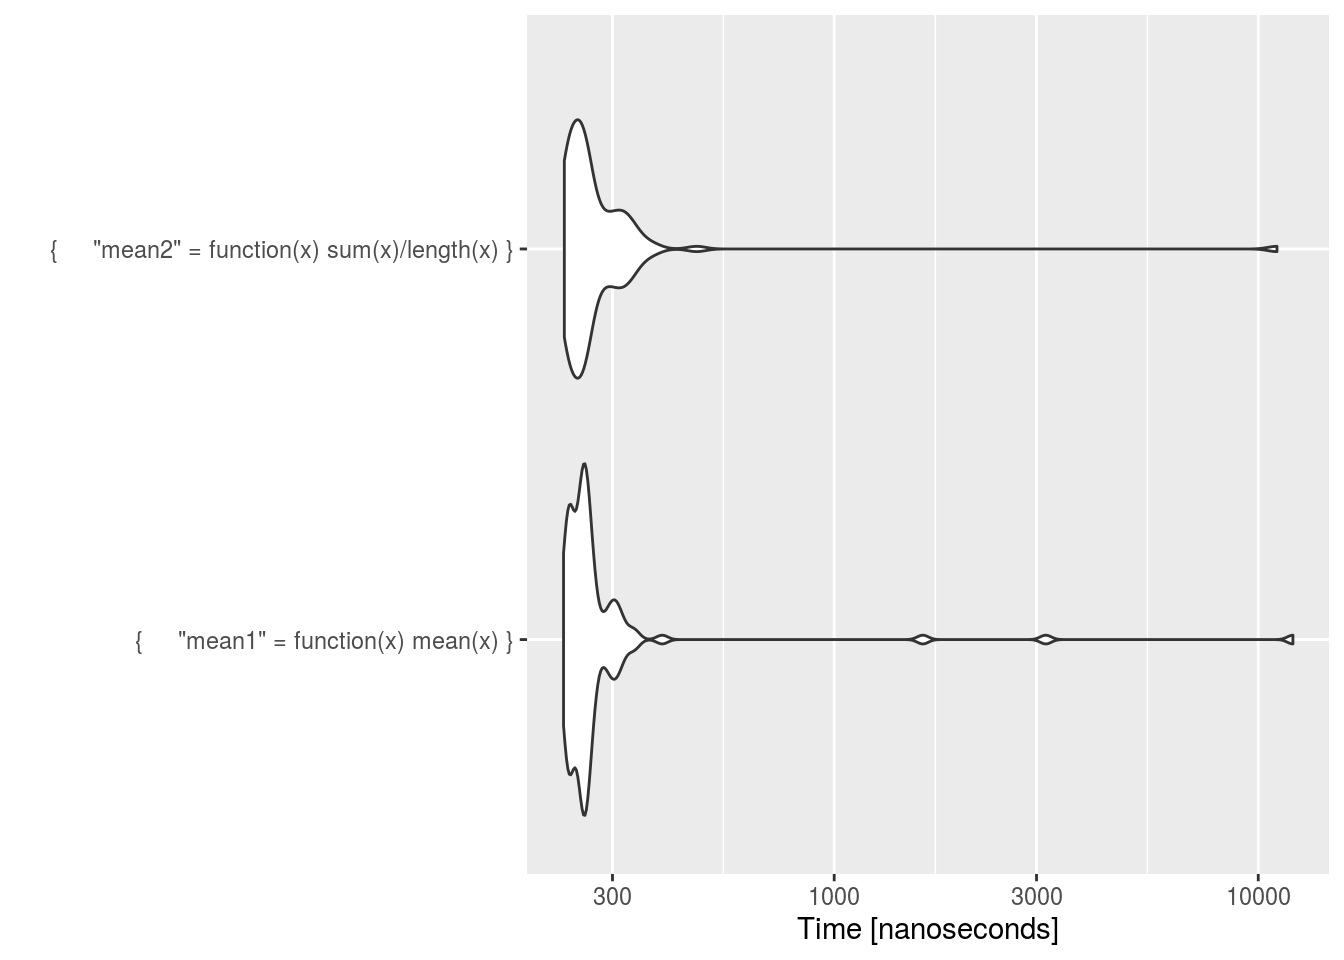 {     "mean2" = function(x) sum(x)/length(x) }
{     "mean1" = function(x) mean(x) }
300 1000 3000 10000
Time [nanoseconds]